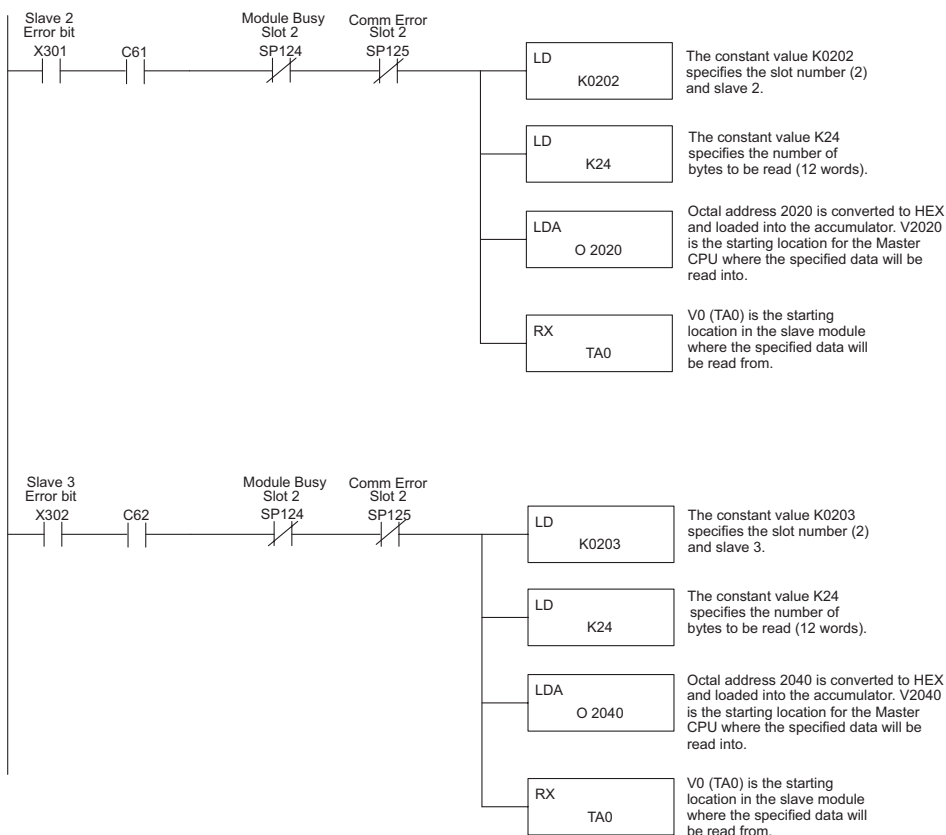 Slave 2
Error bit
X301
C61
Module Busy
Slot 2
SP124
Comm Error
Slot 2
SP125
LD
K0202
The constant value K0202
specifies the slot number (2)
and slave 2.
LD
K24
The constant value K24
specifies the number of
bytes to be read (12 words).
LDA
O 2020
Octal address 2020 is converted to HEX
and loaded into the accumulator. V2020
is the starting location for the Master
CPU where the specified data will be
read into.
RX
TA0
V0 (TA0) is the starting
location in the slave module
where the specified data will
be read from.
Slave 3
Error bit
X302
C62
Module Busy
Slot 2
SP124
Comm Error
Slot 2
SP125
LD
K0203
The constant value K0203
specifies the slot number (2)
and slave 3.
LD
K24
The constant value K24
specifies the number of
bytes to be read (12 words).
LDA
O 2040
Octal address 2040 is converted to HEX
and loaded into the accumulator. V2040
is the starting location for the Master
CPU where the specified data will be
read into.
RX
TA0
V0 (TA0) is the starting
location in the slave module
where the specified data will
be read from.